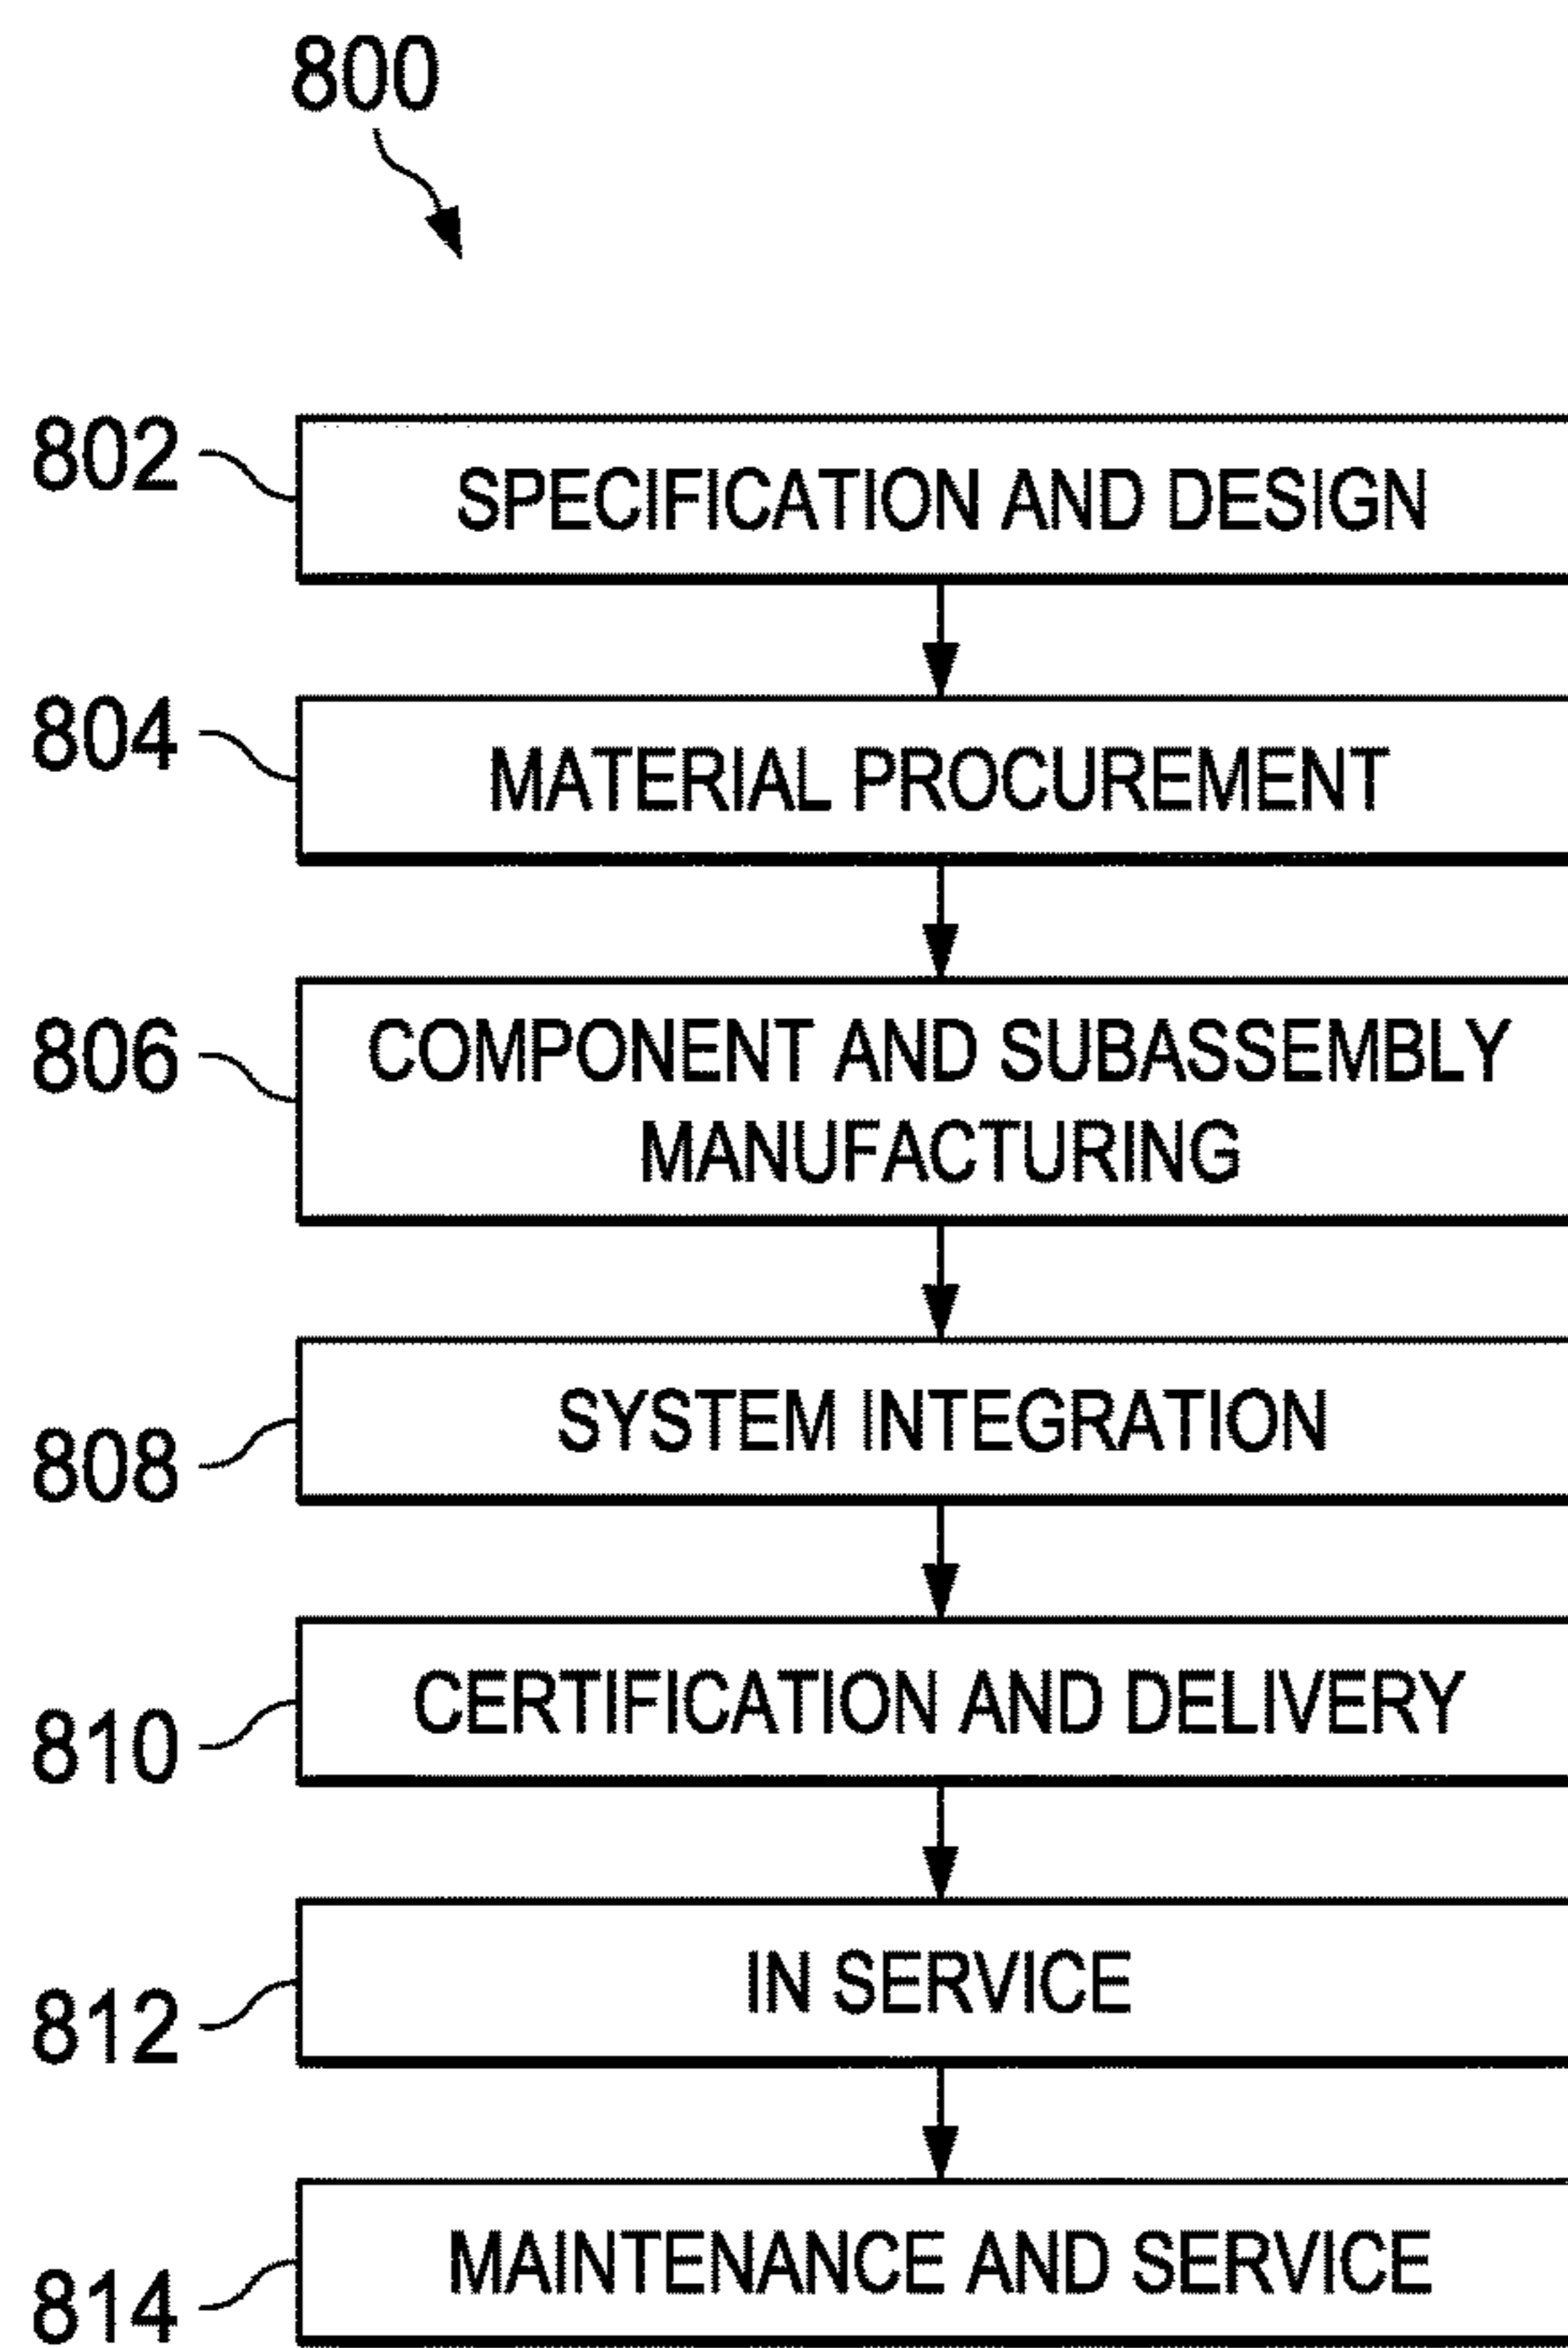 800
802
SPECIFICATION AND DESIGN
804
MATERIAL PROCUREMENT
806
COMPONENT AND SUBASSEMBLY
MANUFACTURING
808
SYSTEM INTEGRATION
810
CERTIFICATION AND DELIVERY
812
IN SERVICE
814
MAINTENANCE AND SERVICE